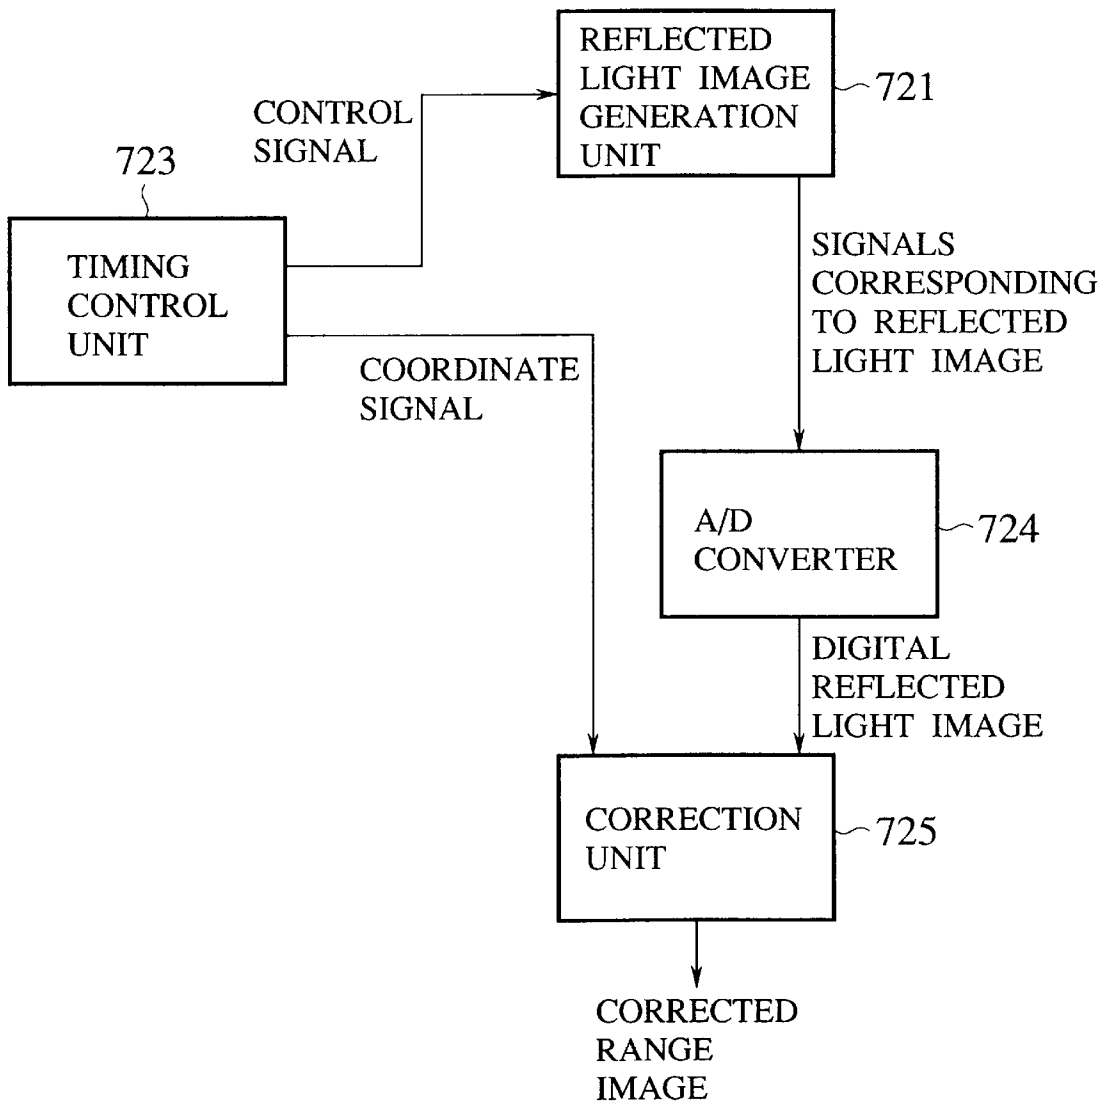 REFLECTED
LIGHT IMAGE
GENERATION
UNIT
721
CONTROL
SIGNAL
723
TIMING
CONTROL
UNIT
SIGNALS
CORRESPONDING
TO REFLECTED
LIGHT IMAGE
COORDINATE
SIGNAL
A/D
CONVERTER
724
DIGITAL
REFLECTED
LIGHT IMAGE
CORRECTION
UNIT
725
CORRECTED
RANGE
IMAGE